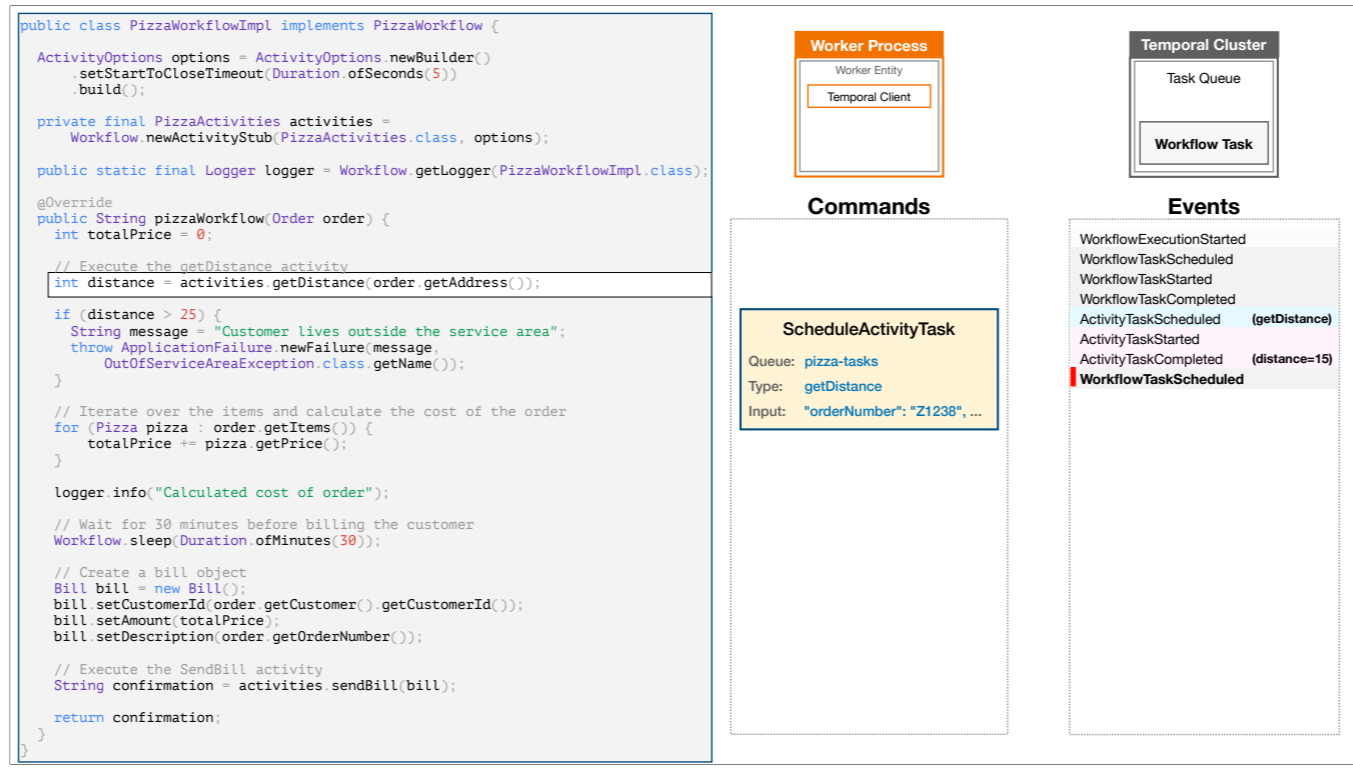 public class PizzaWorkflowImpl implements PizzaWorkflow {
ActivityOptions options = ActivityOptions.newBuilder()
.setStartToCloseTimeout(Duration.ofSeconds(5))
.build();
private final PizzaActivities activities =
Workflow.newActivityStub(PizzaActivities.class, options);
public static final Logger logger = Workflow.getLogger(PizzaWorkflowImpl.class);
@Override
public String pizzaWorkflow(Order order) {
int totalPrice = 0;
// Execute the getDistance activity
int distance = activities.getDistance(order.getAddress());
if (distance > 25) {
String message = "Customer lives outside the service area";
throw ApplicationFailure.newFailure(message,
OutOfServiceAreaException.class.getName());
}
// Iterate over the items and calculate the cost of the order
for (Pizza pizza : order.getItems()) {
totalPrice += pizza.getPrice();
}
logger.info("Calculated cost of order");
// Wait for 30 minutes before billing the customer
Workflow.sleep(Duration.ofMinutes(30));
// Create a bill object
Bill bill = new Bill();
bill.setCustomerId(order.getCustomer().getCustomerId());
bill.setAmount(totalPrice);
bill.setDescription(order.getOrderNumber());
// Execute the SendBill activity
String confirmation = activities.sendBill(bill);
return confirmation;
}
}
Worker Process
Worker Entity
Temporal Client
Temporal Cluster
Task Queue
Workflow Task
Commands
ScheduleActivityTask
Queue: pizza-tasks
Type: getDistance
Input: "orderNumber": "Z1238", ...
Events
WorkflowExecutionStarted
WorkflowTaskScheduled
WorkflowTaskStarted
WorkflowTaskCompleted
ActivityTaskScheduled (getDistance)
ActivityTaskStarted
ActivityTaskCompleted (distance=15)
WorkflowTaskScheduled